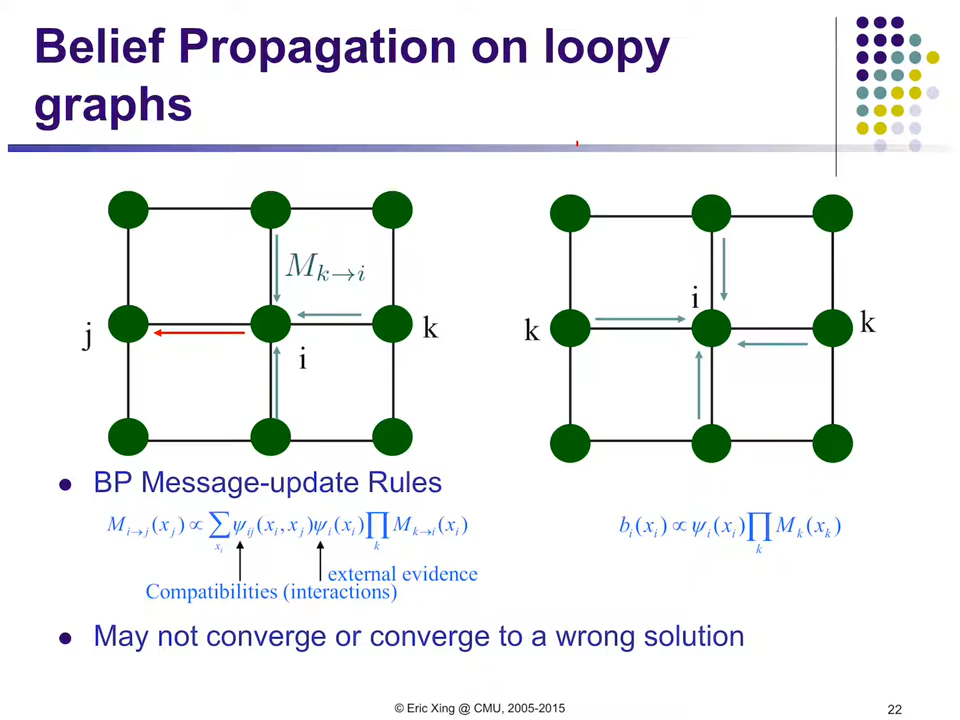 Belief Propagation on loopy
graphs
M_{k→i}
j
i
k
k
i
k
BP Message-update Rules
M_{i→j}(x_j) ∝ ∑_{x_i} ψ_{ij}(x_i, x_j)ψ_i(x_i)∏_k M_{k→i}(x_i)
external evidence
Compatibilities (interactions)
b_i(x_i) ∝ ψ_i(x_i)∏_k M_k(x_k)
May not converge or converge to a wrong solution
© Eric Xing @ CMU, 2005-2015
22